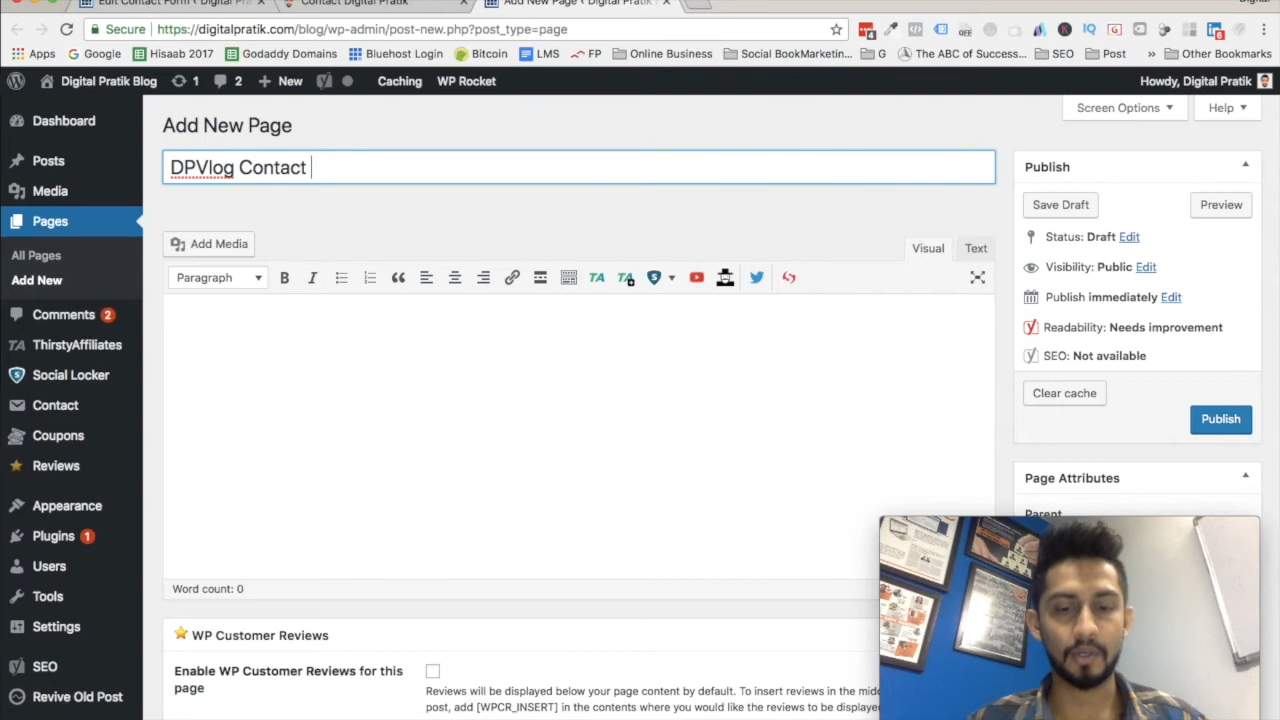 Edit Contact Form
Contact Digital Pratik
Add New Page
Digital
Secure https://digitalpratik.com/blog/wp-admin/post-new.php?post_type=page
Apps Google Hisaab 2017 Godaddy Domains Bluehost Login Bitcoin LMS FP Online Business Social BookMarketin... G The ABC of Success... SEO Post » Other Bookmarks
Digital Pratik Blog 1 2 New Caching WP Rocket Howdy, Digital Pratik
Dashboard
Posts
Media
Pages
All Pages
Add New
Comments 2
ThirstyAffiliates
Social Locker
Contact
Coupons
Reviews
Appearance
Plugins 1
Users
Tools
Settings
SEO
Revive Old Post
Screen Options Help
Add New Page
DPVlog Contact
Add Media
Visual Text
Paragraph B I TA TA
Word count: 0
WP Customer Reviews
Enable WP Customer Reviews for this
page
Reviews will be displayed below your page content by default. To insert reviews in the
post, add [WPCR_INSERT] in the contents where you would like the reviews to be displayed
Publish
Save Draft Preview
Status: Draft Edit
Visibility: Public Edit
Publish immediately Edit
Readability: Needs improvement
SEO: Not available
Clear cache
Publish
Page Attributes
Parent